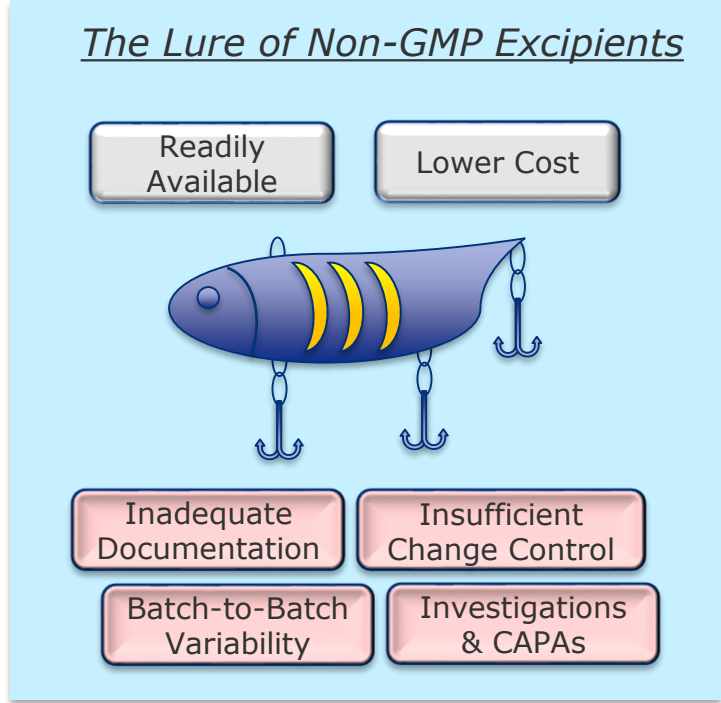 The Lure of Non-GMP Excipients
Readily
Available
Lower Cost
Inadequate
Documentation
Insufficient
Change Control
Batch-to-Batch
Variability
Investigations
& CAPAs